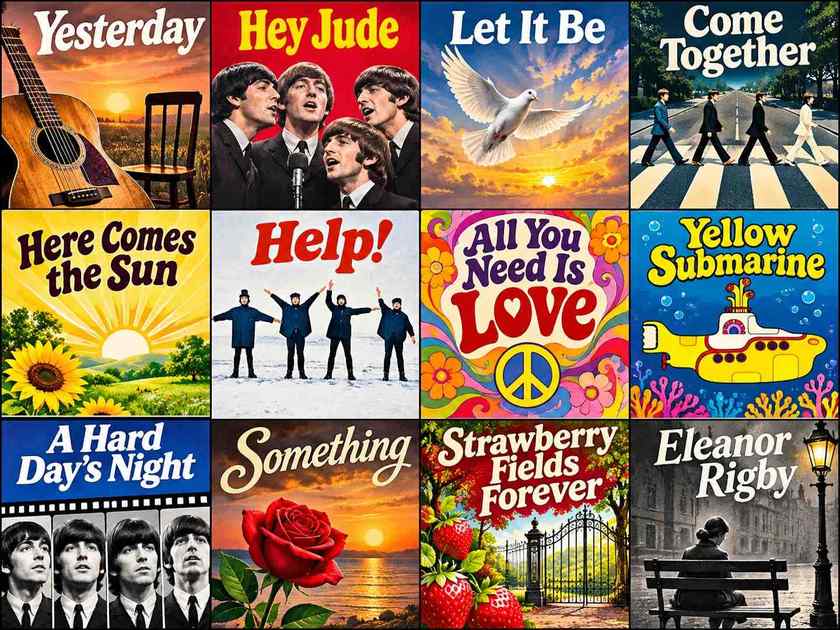 Yesterday
Hey Jude
Let It Be
Come
Together
Here Comes
the Sun
Help!
All You
Need Is
Love
Yellow
Submarine
A Hard
Day's Night
Something
Strawberry
Fields
Forever
Eleanor
Rigby